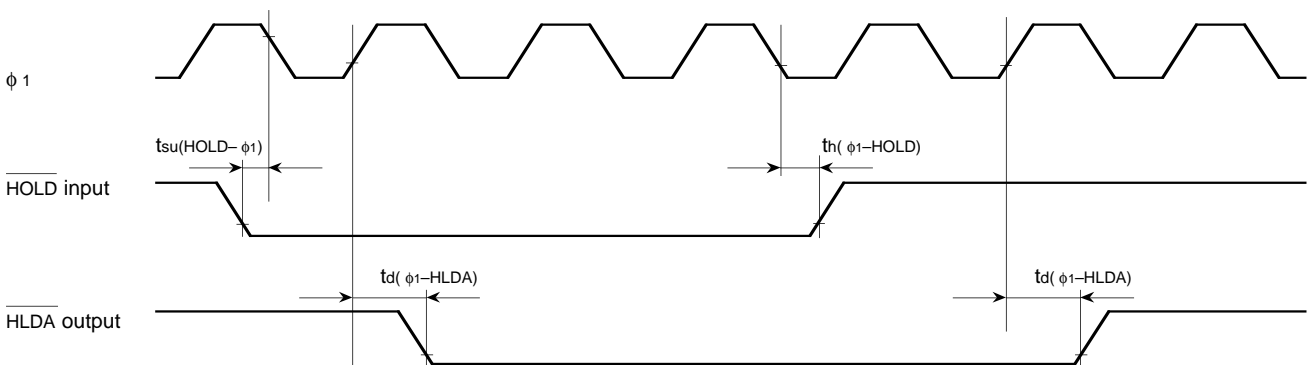 ϕ 1
tsu(HOLD– ϕ1)
th( ϕ1–HOLD)
HOLD input
td( ϕ1–HLDA)
td( ϕ1–HLDA)
HLDA output